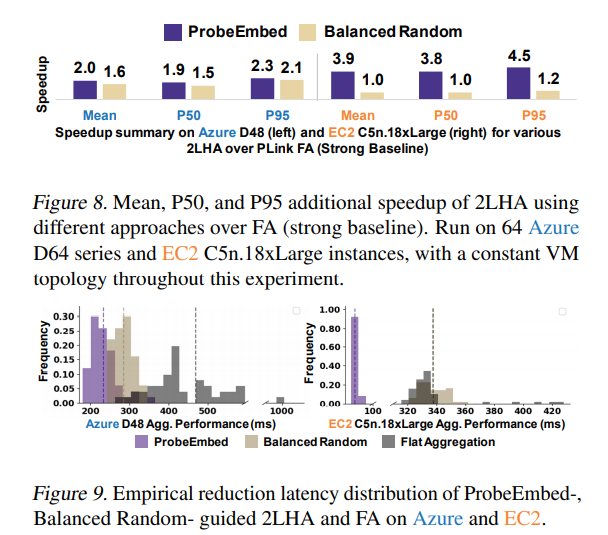 ProbeEmbed Balanced Random
Speedup
2.0 1.6 1.9 1.5 2.3 2.1 3.9 1.0 3.8 1.0 4.5 1.2
Mean P50 P95 Mean P50 P95
Speedup summary on Azure D48 (left) and EC2 C5n.18xLarge (right) for various
2LHA over PLink FA (Strong Baseline)
Figure 8. Mean, P50, and P95 additional speedup of 2LHA using
different approaches over FA (strong baseline). Run on 64 Azure
D64 series and EC2 C5n.18xLarge instances, with a constant VM
topology throughout this experiment.
Frequency
0.30
0.25
0.20
0.15
0.10
0.05
0.00
200 300 400 500 1000
Azure D48 Agg. Performance (ms)
Frequency
1.00
0.80
0.60
0.40
0.20
0.00
100 320 340 360 380 400 420
EC2 C5n.18xLarge Agg. Performance (ms)
ProbeEmbed Balanced Random Flat Aggregation
Figure 9. Empirical reduction latency distribution of ProbeEmbed-,
Balanced Random- guided 2LHA and FA on Azure and EC2.